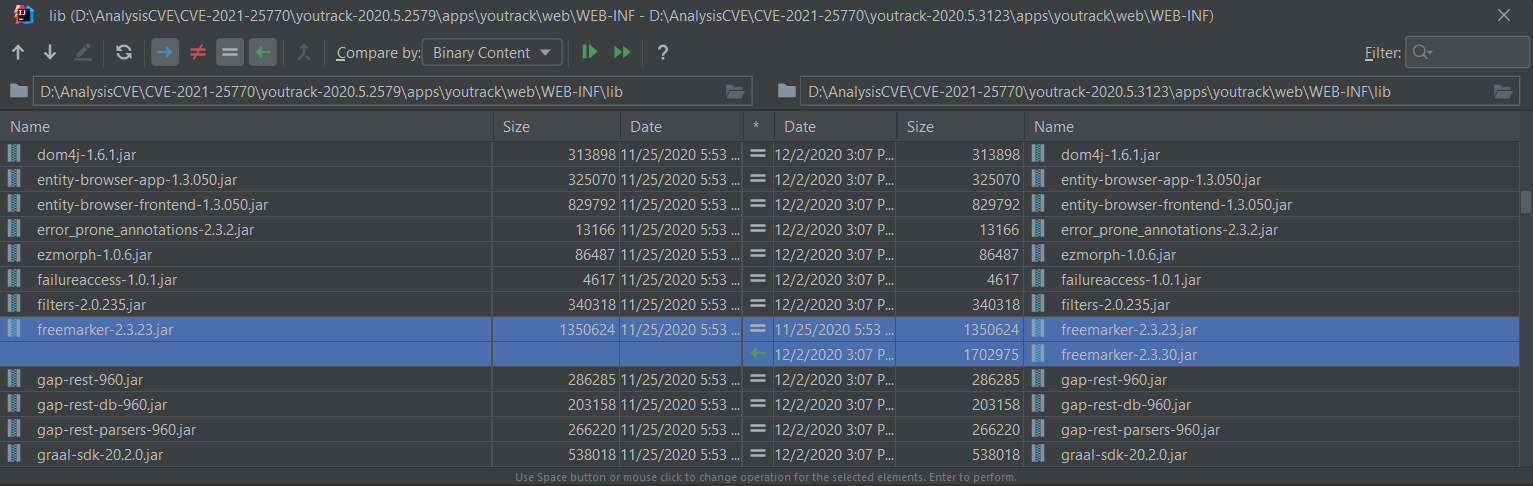 lib (D:\AnalysisCVE\CVE-2021-25770\youtrack-2020.5.2579\apps\youtrack\web\WEB-INF - D:\AnalysisCVE\CVE-2021-25770\youtrack-2020.5.3123\apps\youtrack\web\WEB-INF)
Compare by: Binary Content ? Filter:
D:\AnalysisCVE\CVE-2021-25770\youtrack-2020.5.2579\apps\youtrack\web\WEB-INF\lib D:\AnalysisCVE\CVE-2021-25770\youtrack-2020.5.3123\apps\youtrack\web\WEB-INF\lib
Name Size Date * Date Size Name
dom4j-1.6.1.jar 313898 11/25/2020 5:53 ... = 12/2/2020 3:07 P... 313898 dom4j-1.6.1.jar
entity-browser-app-1.3.050.jar 325070 11/25/2020 5:53 ... = 12/2/2020 3:07 P... 325070 entity-browser-app-1.3.050.jar
entity-browser-frontend-1.3.050.jar 829792 11/25/2020 5:53 ... = 12/2/2020 3:07 P... 829792 entity-browser-frontend-1.3.050.jar
error_prone_annotations-2.3.2.jar 13166 11/25/2020 5:53 ... = 12/2/2020 3:07 P... 13166 error_prone_annotations-2.3.2.jar
ezmorph-1.0.6.jar 86487 11/25/2020 5:53 ... = 12/2/2020 3:07 P... 86487 ezmorph-1.0.6.jar
failureaccess-1.0.1.jar 4617 11/25/2020 5:53 ... = 12/2/2020 3:07 P... 4617 failureaccess-1.0.1.jar
filters-2.0.235.jar 340318 11/25/2020 5:53 ... = 12/2/2020 3:07 P... 340318 filters-2.0.235.jar
freemarker-2.3.23.jar 1350624 11/25/2020 5:53 ... = 11/25/2020 5:53 ... 1350624 freemarker-2.3.23.jar
12/2/2020 3:07 P... 1702975 freemarker-2.3.30.jar
gap-rest-960.jar 286285 11/25/2020 5:53 ... = 12/2/2020 3:07 P... 286285 gap-rest-960.jar
gap-rest-db-960.jar 203158 11/25/2020 5:53 ... = 12/2/2020 3:07 P... 203158 gap-rest-db-960.jar
gap-rest-parsers-960.jar 266220 11/25/2020 5:53 ... = 12/2/2020 3:07 P... 266220 gap-rest-parsers-960.jar
graal-sdk-20.2.0.jar 538018 11/25/2020 5:53 ... = 12/2/2020 3:07 P... 538018 graal-sdk-20.2.0.jar
Use Space button or mouse click to change operation for the selected elements. Enter to perform.